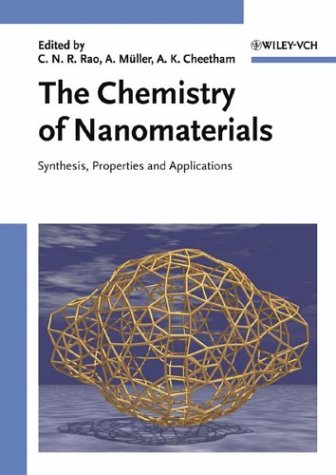 Edited by
C. N. R. Rao, A. Müller, A. K. Cheetham
WILEY-VCH
The Chemistry
of Nanomaterials
Synthesis, Properties and Applications